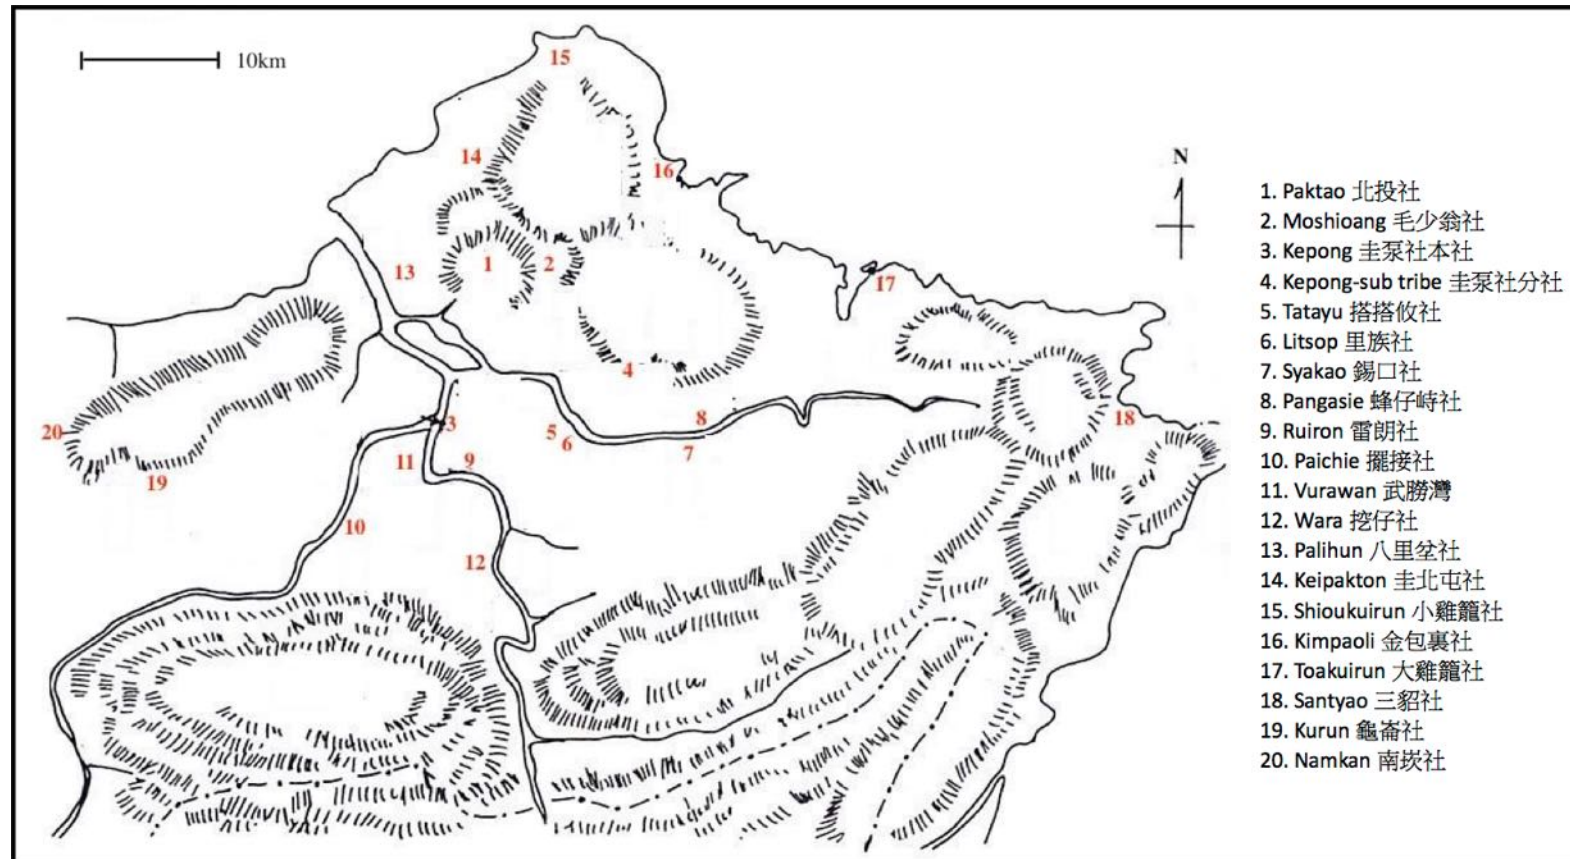 10km
15
14
16
N
13
1
2
17
4
20
3
5
6
8
7
18
11
9
19
10
12
1. Paktao 北投社
2. Moshioang 毛少翁社
3. Kepong 圭泵社本社
4. Kepong-sub tribe 圭泵社分社
5. Tatayu 搭搭攸社
6. Litsop 里族社
7. Syakao 錫口社
8. Pangasie 蜂仔峙社
9. Ruiron 雷朗社
10. Paichie 擺接社
11. Vurawan 武勝灣
12. Wara 挖仔社
13. Palihun 八里坌社
14. Keipakton 圭北屯社
15. Shioukuirun 小雞籠社
16. Kimpaoli 金包裏社
17. Toakuirun 大雞籠社
18. Santyao 三貂社
19. Kurun 龜崙社
20. Namkan 南崁社